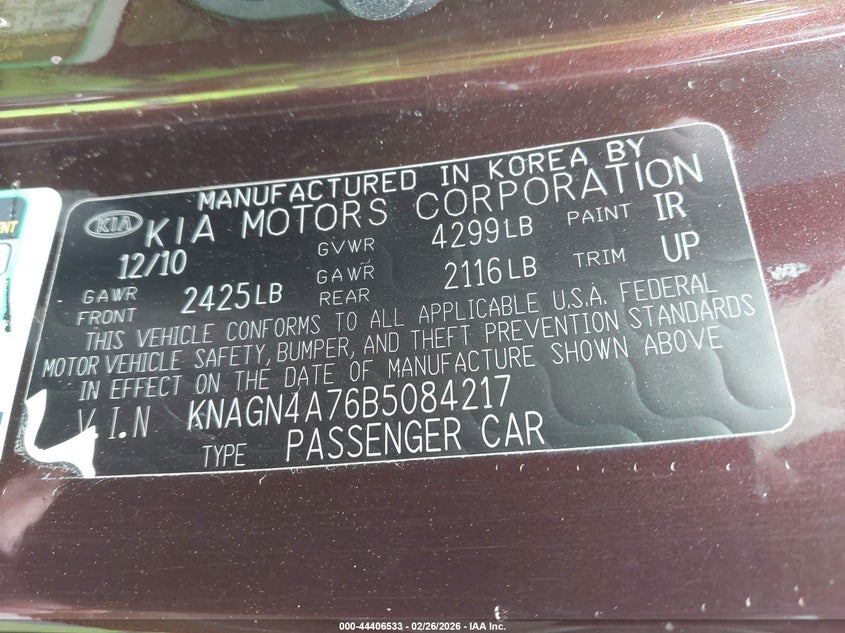 MANUFACTURED IN KOREA BY
KIA KIA MOTORS CORPORATION
12/10 GVWR 4299LB PAINT IR
GAWR FRONT 2425LB GAWR REAR 2116LB TRIM UP
THIS VEHICLE CONFORMS TO ALL APPLICABLE U.S.A. FEDERAL
MOTOR VEHICLE SAFETY, BUMPER, AND THEFT PREVENTION STANDARDS
IN EFFECT ON THE DATE OF MANUFACTURE SHOWN ABOVE
V.I.N KNAGN4A76B5084217
TYPE PASSENGER CAR
000-44406533 - 02/26/2026 - IAA Inc.